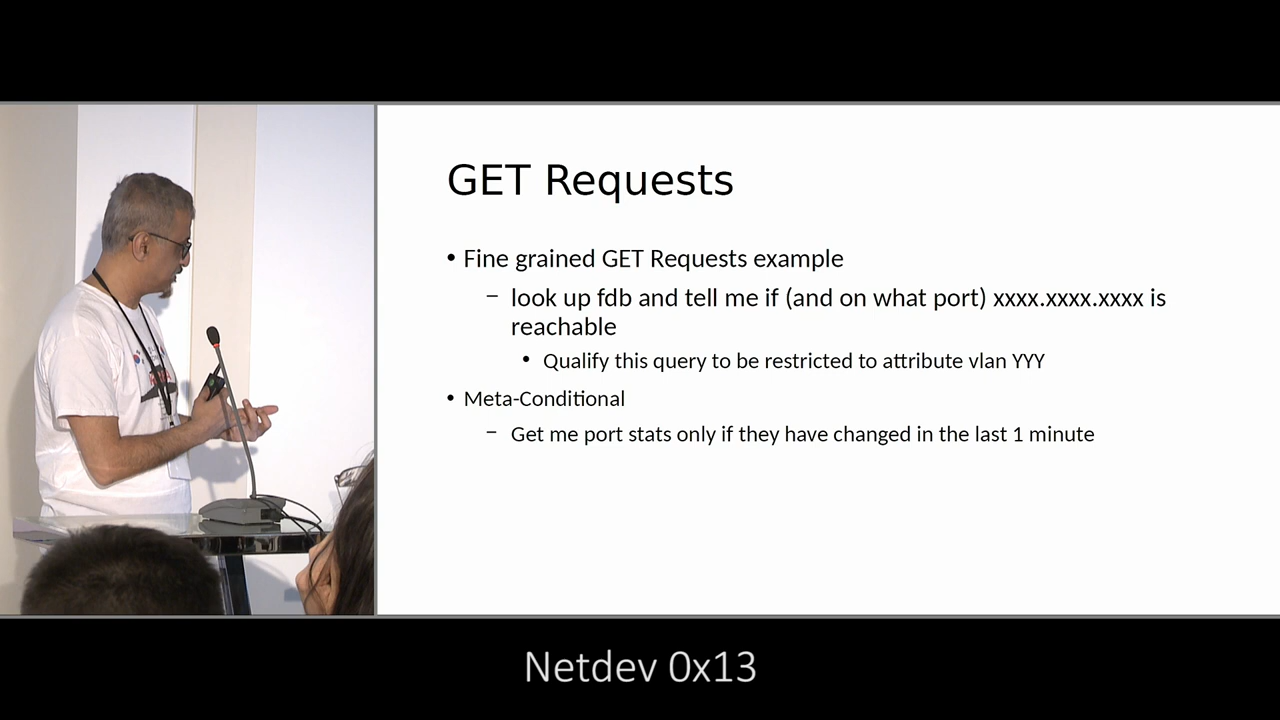 GET Requests
• Fine grained GET Requests example
– look up fdb and tell me if (and on what port) xxxx.xxxx.xxxx is
reachable
• Qualify this query to be restricted to attribute vlan YYY
• Meta-Conditional
– Get me port stats only if they have changed in the last 1 minute
Netdev 0x13